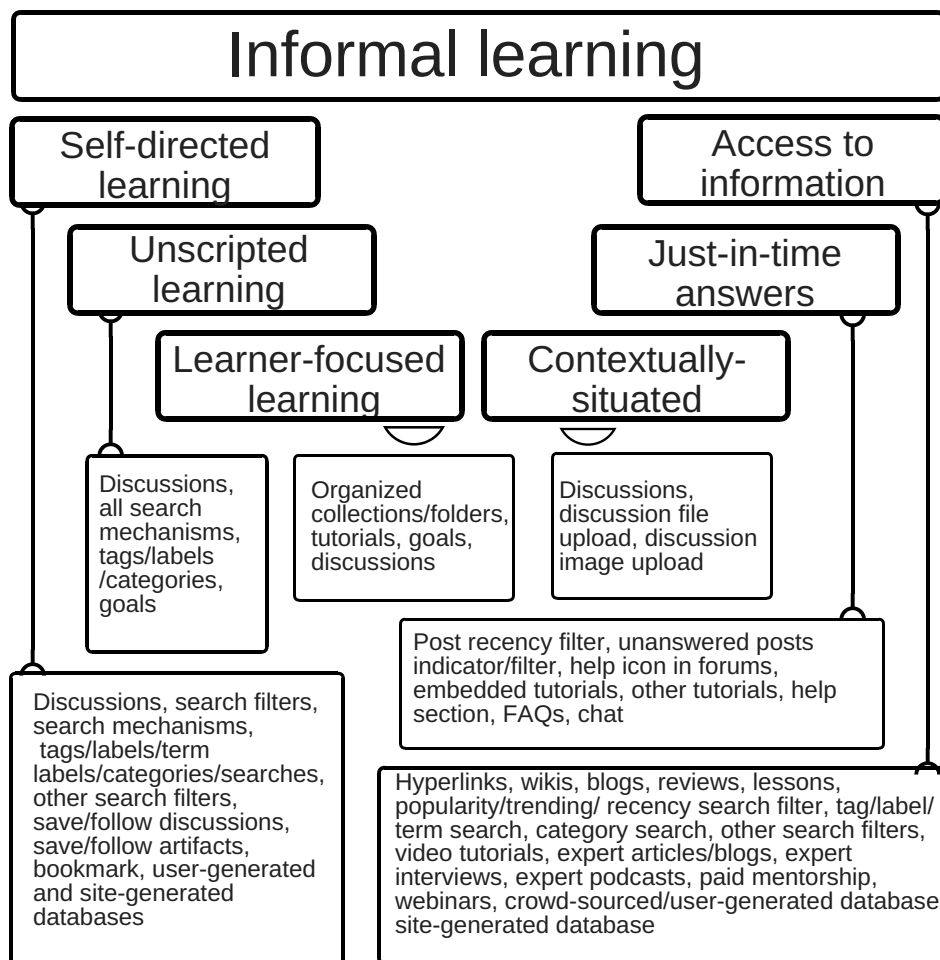 Informal learning
Self-directed
learning
Access to
information
Unscripted
learning
Just-in-time
answers
Learner-focused
learning
Contextually-
situated
Discussions,
all search
mechanisms,
tags/labels
/categories,
goals
Organized
collections/folders,
tutorials, goals,
discussions
Discussions,
discussion file
upload, discussion
image upload
Post recency filter, unanswered posts
indicator/filter, help icon in forums,
embedded tutorials, other tutorials, help
section, FAQs, chat
Discussions, search filters,
search mechanisms,
tags/labels/term
labels/categories/searches,
other search filters,
save/follow discussions,
save/follow artifacts,
bookmark, user-generated
and site-generated
databases
Hyperlinks, wikis, blogs, reviews, lessons,
popularity/trending/ recency search filter, tag/label/
term search, category search, other search filters,
video tutorials, expert articles/blogs, expert
interviews, expert podcasts, paid mentorship,
webinars, crowd-sourced/user-generated database
site-generated database